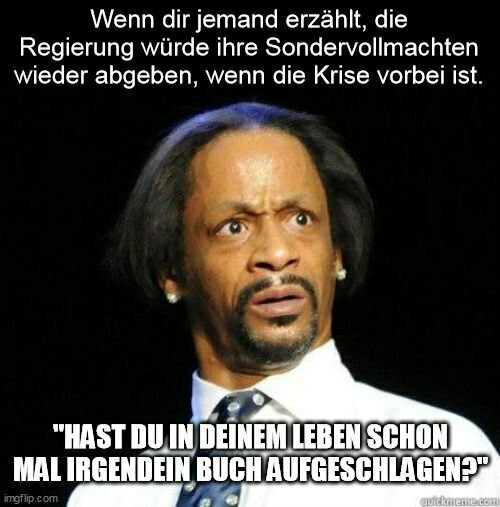 Wenn dir jemand erzählt, die
Regierung würde ihre Sondervollmachten
wieder abgeben, wenn die Krise vorbei ist.
"HAST DU IN DEINEM LEBEN SCHON
MAL IRGENDEIN BUCH AUFGESCHLAGEN?"
imgflip.com
quickmeme.com